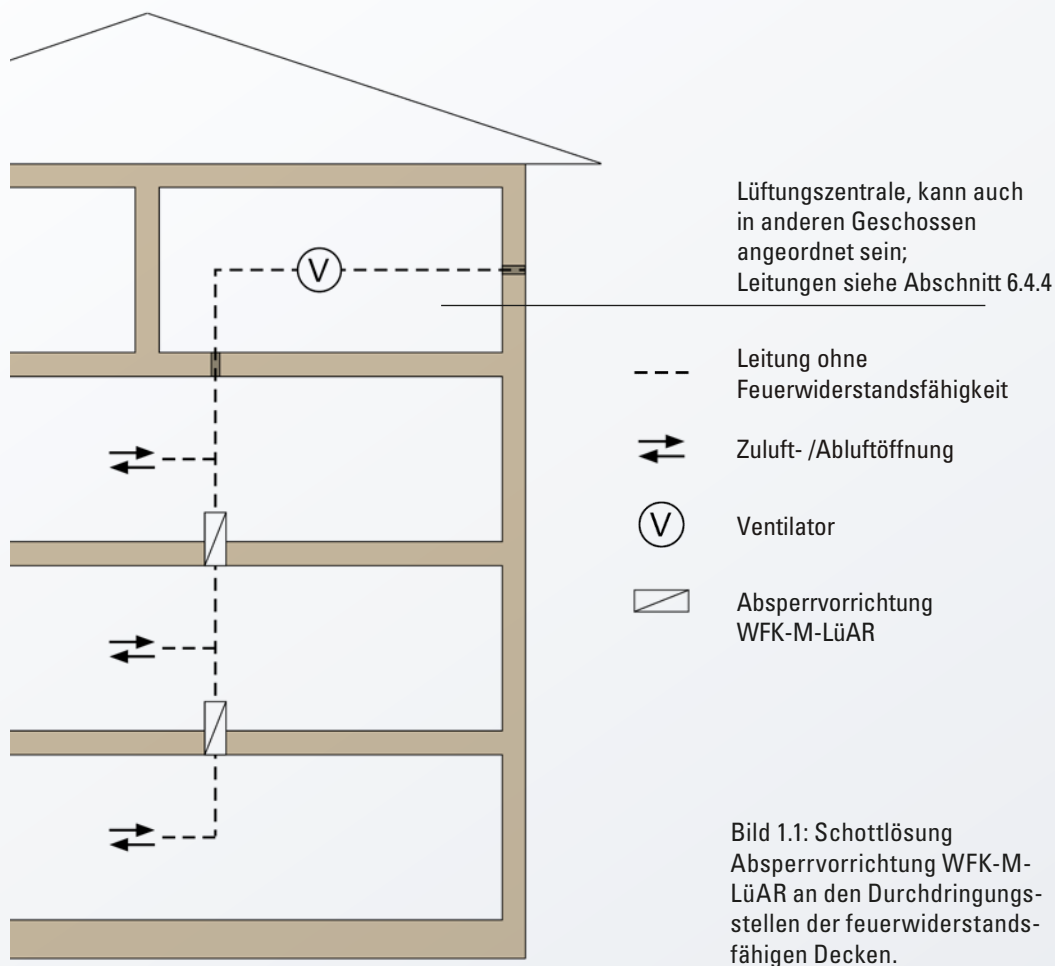 Lüftungszentrale, kann auch
in anderen Geschossen
angeordnet sein;
Leitungen siehe Abschnitt 6.4.4
V
Leitung ohne
Feuerwiderstandsfähigkeit
Zuluft- /Abluftöffnung
V
Ventilator
Absperrvorrichtung
WFK-M-LüAR
Bild 1.1: Schottlösung
Absperrvorrichtung WFK-M-
LüAR an den Durchdringungs-
stellen der feuerwiderstands-
fähigen Decken.